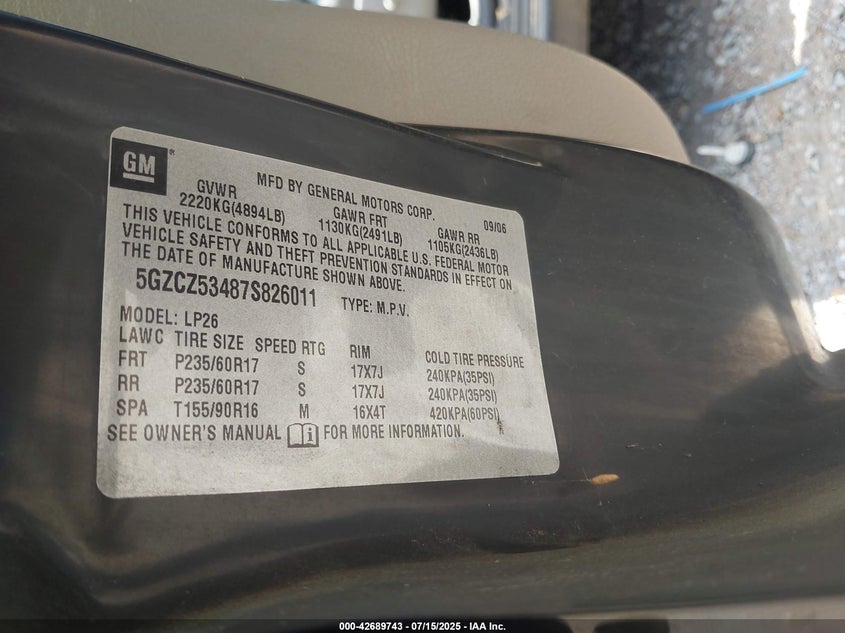 GM®
MFD BY GENERAL MOTORS CORP. 09/06
GVWR GAWR FRT GAWR RR
2220KG(4894LB) 1130KG(2491LB) 1105KG(2436LB)
THIS VEHICLE CONFORMS TO ALL APPLICABLE U.S. FEDERAL MOTOR
VEHICLE SAFETY AND THEFT PREVENTION STANDARDS IN EFFECT ON
THE DATE OF MANUFACTURE SHOWN ABOVE.
5GZCZ53487S826011 TYPE: M.P.V.
MODEL: LP26
LAWC TIRE SIZE SPEED RTG RIM COLD TIRE PRESSURE
FRT P235/60R17 S 17X7J 240KPA(35PSI)
RR P235/60R17 S 17X7J 240KPA(35PSI)
SPA T155/90R16 M 16X4T 420KPA(60PSI)
SEE OWNER'S MANUAL FOR MORE INFORMATION.
000-42689743 / 07/15/2025 - IAA Inc.